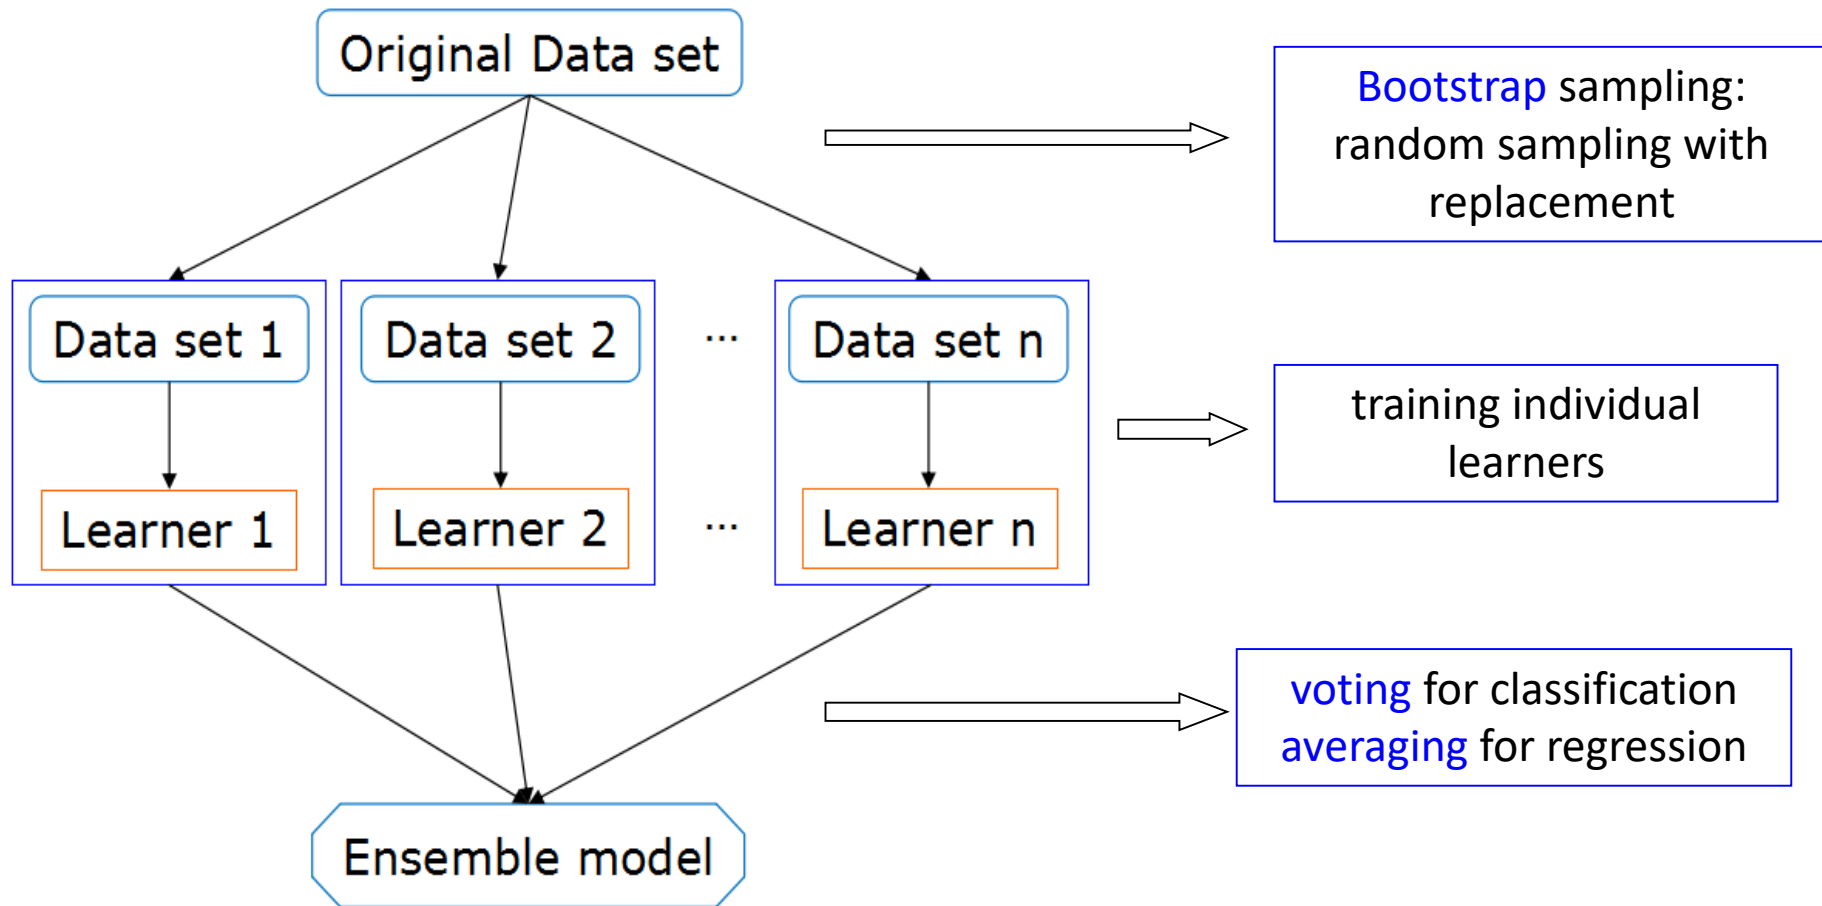 Original Data set
Bootstrap sampling:
random sampling with
replacement
Data set 1
Data set 2
...
Data set n
training individual
learners
Learner 1
Learner 2
...
Learner n
voting for classification
averaging for regression
Ensemble model